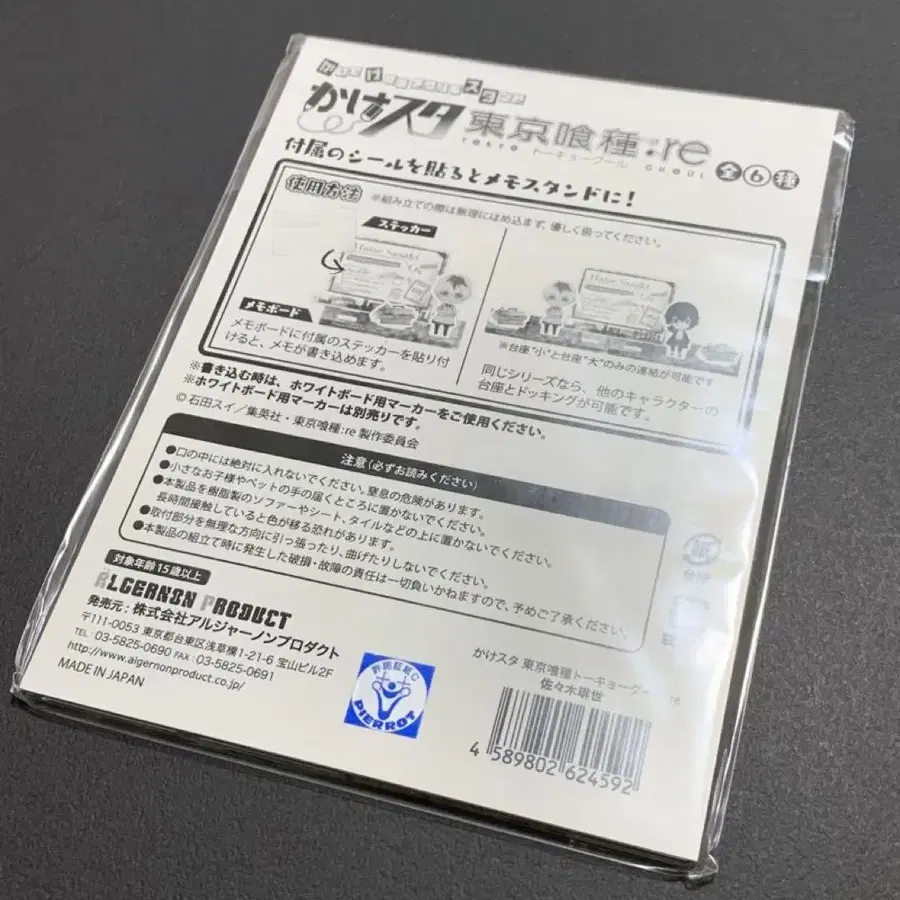 かいて けせる アクリル スタンド
かけスタ 東京喰種:re
TOKYO トーキョーグール GHOUL
全6種
付属のシールを貼るとメモスタンドに!
使用方法
※組み立ての際は無理にはめ込まず、優しく扱ってください。
ステッカー
Haise Sasaki
メモボード
メモボードに付属のステッカーを貼り付
けると、メモが書き込めます。
Haise Sasaki
※台座“小”と台座“大”のみの連結が可能です
同じシリーズなら、他のキャラクターの
台座とドッキングが可能です。
※書き込む時は、ホワイトボード用マーカーをご使用ください。
※ホワイトボード用マーカーは別売りです。
© 石田スイ/集英社・東京喰種:re 製作委員会
注意(必ずお読みください)
●口の中には絶対に入れないでください。窒息の危険があります。
●小さなお子様やペットの手の届くところに置かないでください。
●本製品を樹脂製のソファーやシート、タイルなどの上に置かないでください。
長時間接触していると色が移る恐れがあります。
●取付部分を無理な方向に引っ張ったり、曲げたりしないでください。
●本製品の組立て時に発生した破損・故障の責任は一切負いかねますので、予めご了承ください。
対象年齢15歳以上
ALGERNON PRODUCT
発売元:株式会社アルジャーノンプロダクト
〒111-0053 東京都台東区浅草橋1-21-6 宝山ビル2F
TEL:03-5825-0690 FAX:03-5825-0691
http://www.algernonproduct.co.jp/
MADE IN JAPAN
許諾証紙C
PIERROT
紙
台紙
かけスタ 東京喰種トーキョーグール:re
佐々木琲世
4 589802 624592